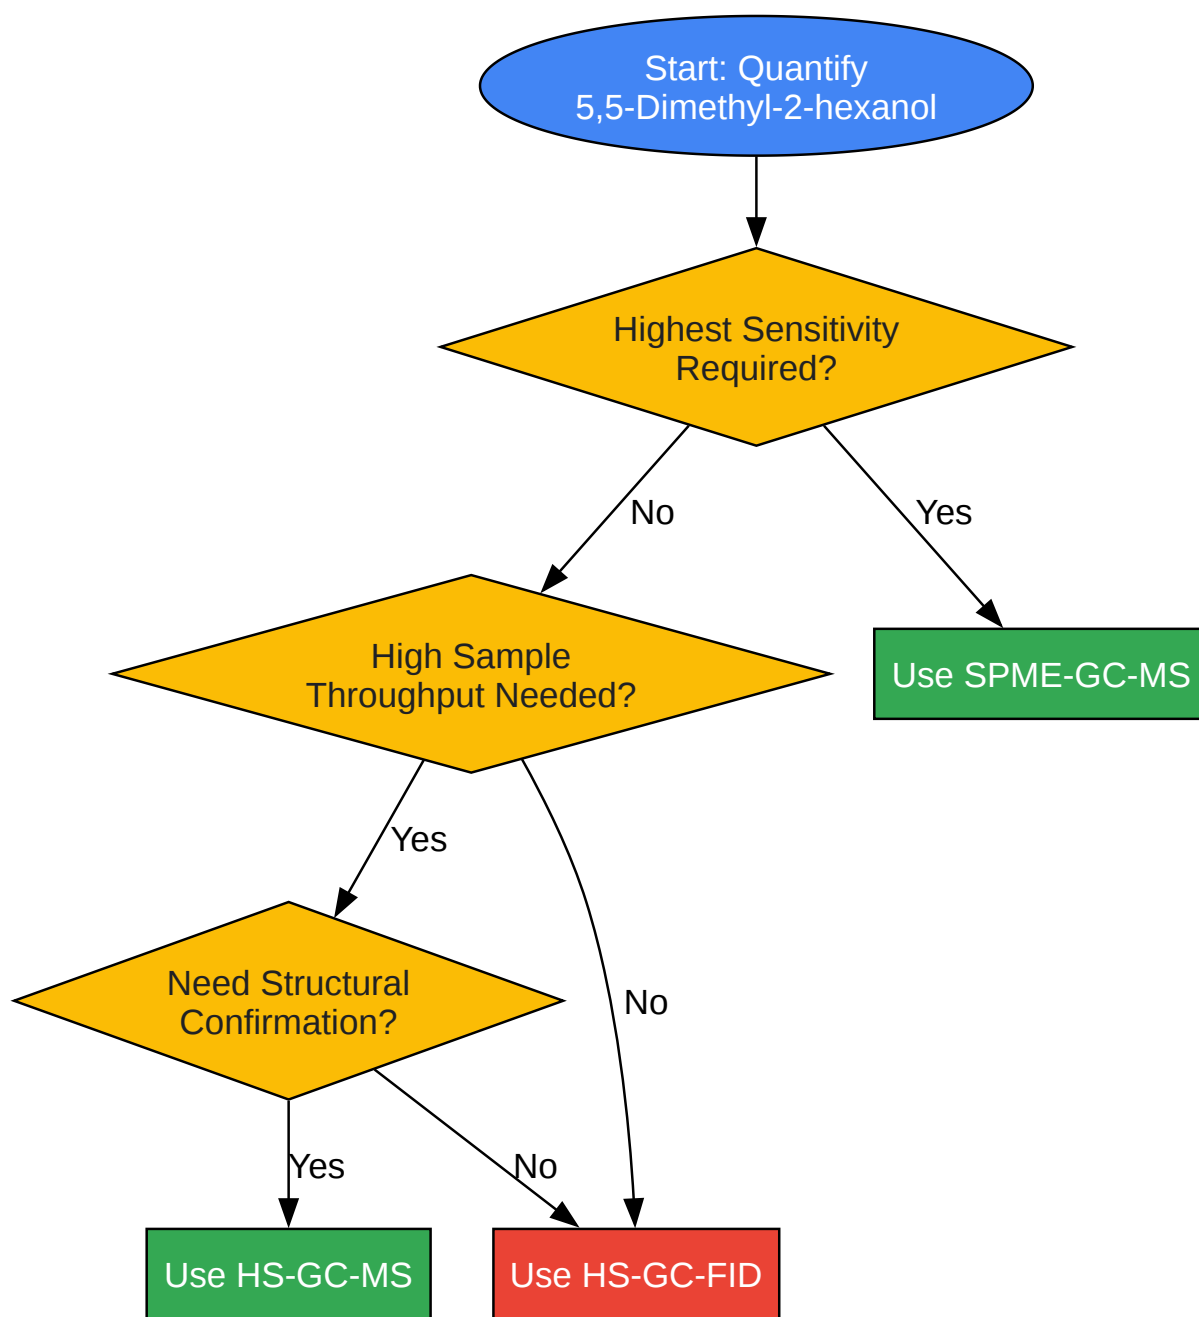 Start: Quantify
5,5-Dimethyl-2-hexanol
Highest Sensitivity
Required?
No
Yes
High Sample
Throughput Needed?
Use SPME-GC-MS
Yes
Need Structural
Confirmation?
No
Yes
No
Use HS-GC-MS
Use HS-GC-FID